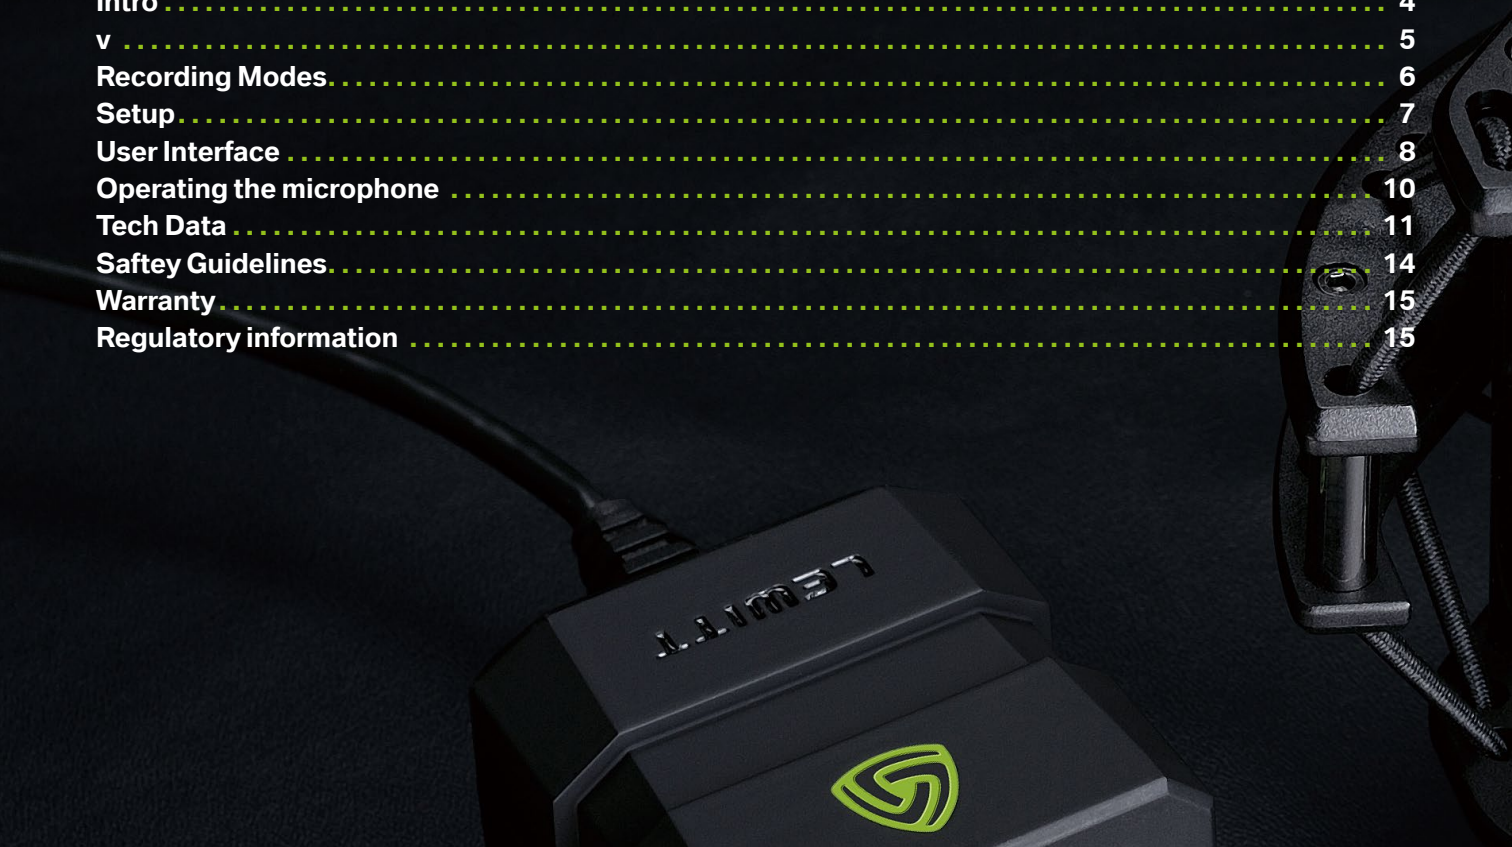 Intro 4
v 5
Recording Modes 6
Setup 7
User Interface 8
Operating the microphone 10
Tech Data 11
Saftey Guidelines 14
Warranty 15
Regulatory information 15
LEWITT